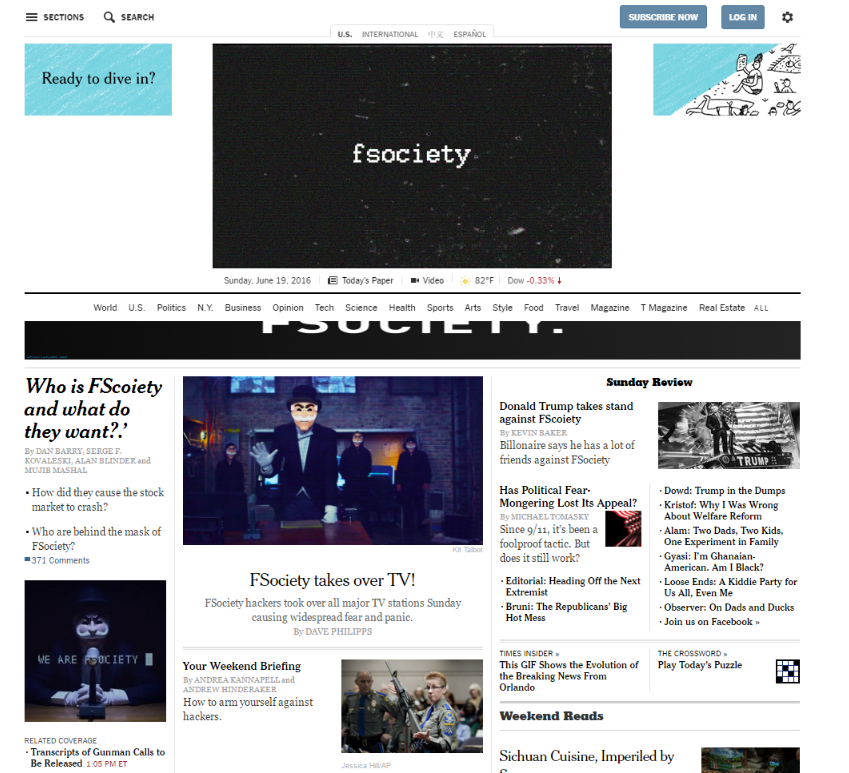 SECTIONS
SEARCH
SUBSCRIBE NOW
LOG IN
U.S.
INTERNATIONAL
中文
ESPAÑOL
Ready to dive in?
fsociety
Sunday, June 19, 2016
Today's Paper
Video
82°F
Dow -0.33%
World U.S. Politics N.Y. Business Opinion Tech Science Health Sports Arts Style Food Travel Magazine T Magazine Real Estate ALL
FSOCIETY.
Who is FScoiety
and what do
they want?.’
By DAN BARRY, SERGE F.
KOVALESKI, ALAN BLINDER and
MUJIB MASHAL
• How did they cause the stock
market to crash?
• Who are behind the mask of
FSociety?
371 Comments
WE ARE FSOCIETY
RELATED COVERAGE
• Transcripts of Gunman Calls to
Be Released 1:05 PM ET
Kit Talbot
FSociety takes over TV!
FSociety hackers took over all major TV stations Sunday
causing widespread fear and panic.
By DAVE PHILIPPS
Your Weekend Briefing
By ANDREA KANNAPELL and
ANDREW HINDERAKER
How to arm yourself against
hackers.
Jessica Hill/AP
Sunday Review
Donald Trump takes stand
against FScoiety
By KEVIN BAKER
Billonaire says he has a lot of
friends against FSociety
TRUMP
Has Political Fear-
Mongering Lost Its Appeal?
By MICHAEL TOMASKY
Since 9/11, it's been a
foolproof tactic. But
does it still work?
• Editorial: Heading Off the Next
Extremist
• Bruni: The Republicans' Big
Hot Mess
• Dowd: Trump in the Dumps
• Kristof: Why I Was Wrong
About Welfare Reform
• Alam: Two Dads, Two Kids,
One Experiment in Family
• Gyasi: I'm Ghanaian-
American. Am I Black?
• Loose Ends: A Kiddie Party for
Us All, Even Me
• Observer: On Dads and Ducks
• Join us on Facebook »
TIMES INSIDER »
This GIF Shows the Evolution of
the Breaking News From
Orlando
THE CROSSWORD »
Play Today's Puzzle
Weekend Reads
Sichuan Cuisine, Imperiled by